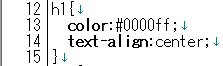 12 h1{↓
13 color:#0000ff;↓
14 text-align:center;↓
15 }↓